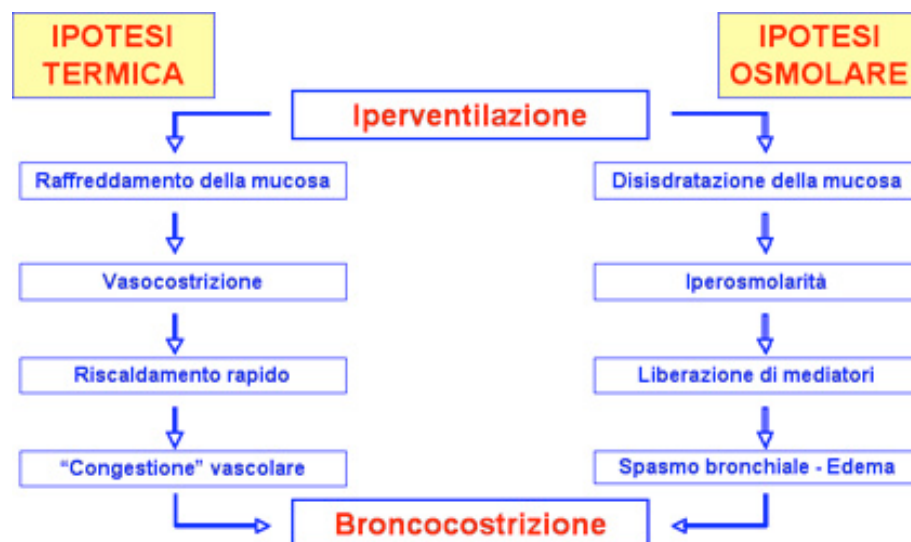 IPOTESI
TERMICA
IPOTESI
OSMOLARE
Iperventilazione
Raffreddamento della mucosa
Disisdratazione della mucosa
Vasocostrizione
Iperosmolarità
Riscaldamento rapido
Liberazione di mediatori
“Congestione” vascolare
Spasmo bronchiale - Edema
Broncocostrizione